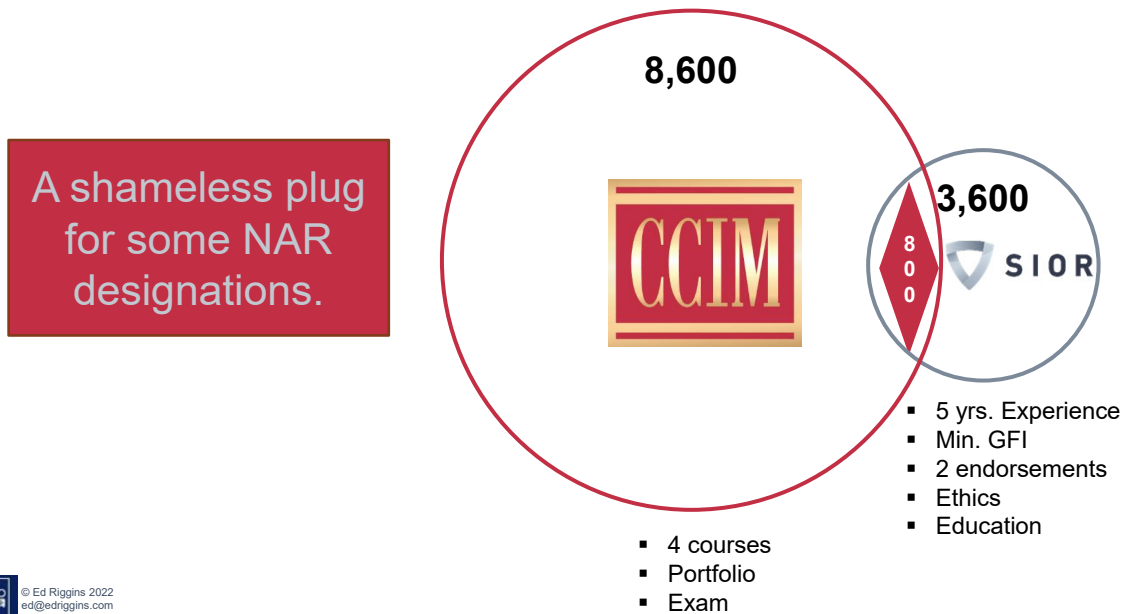 A shameless plug
for some NAR
designations.
8,600
CCIM
3,600
8
0
0
SIOR
▪ 5 yrs. Experience
▪ Min. GFI
▪ 2 endorsements
▪ Ethics
▪ Education
▪ 4 courses
▪ Portfolio
▪ Exam
© Ed Riggins 2022
ed@edriggins.com